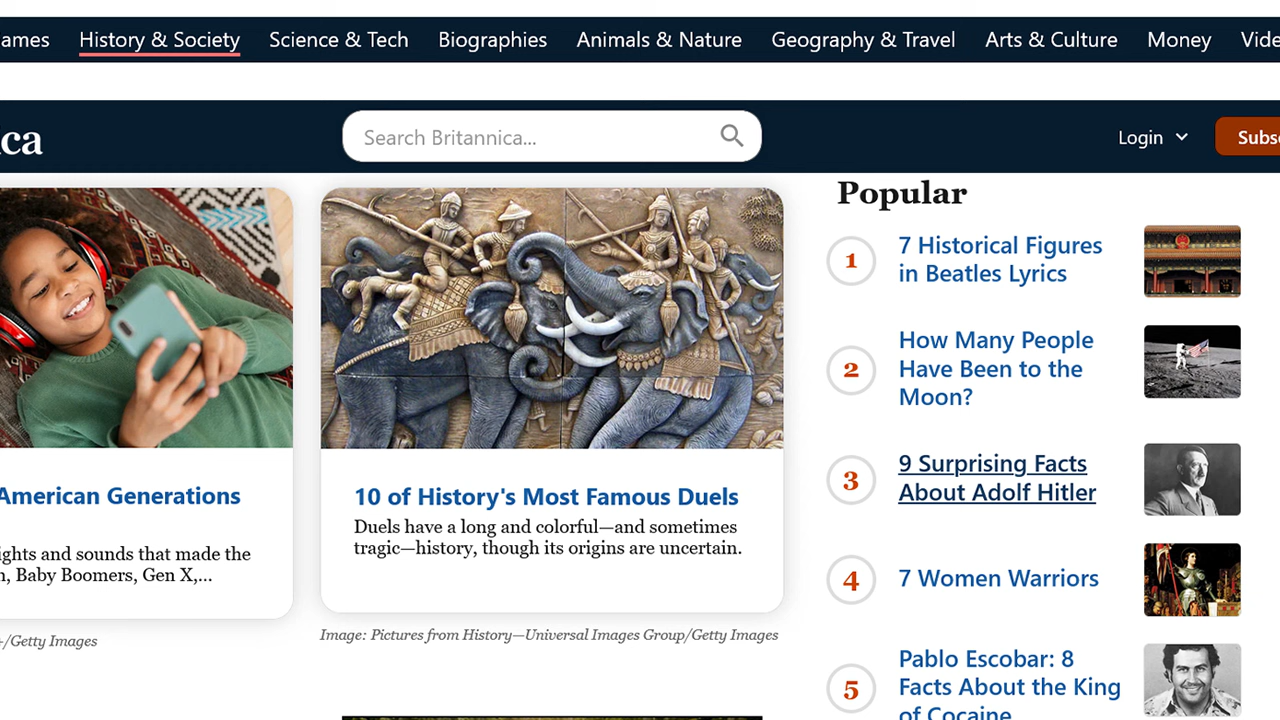 ames History & Society Science & Tech Biographies Animals & Nature Geography & Travel Arts & Culture Money Vide
ica Search Britannica... Login Subs
Popular
1 7 Historical Figures
in Beatles Lyrics
2 How Many People
Have Been to the
Moon?
3 9 Surprising Facts
About Adolf Hitler
4 7 Women Warriors
5 Pablo Escobar: 8
Facts About the King
of Cocaine
American Generations
ights and sounds that made the
n, Baby Boomers, Gen X,...
+/Getty Images
10 of History's Most Famous Duels
Duels have a long and colorful—and sometimes
tragic—history, though its origins are uncertain.
Image: Pictures from History—Universal Images Group/Getty Images